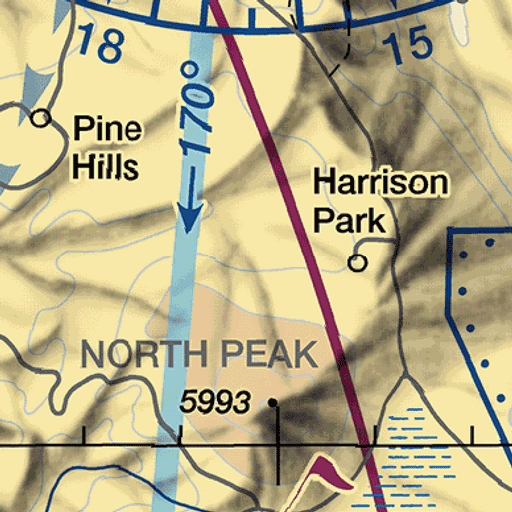 18
15
170°
Pine
Hills
Harrison
Park
NORTH PEAK
5993